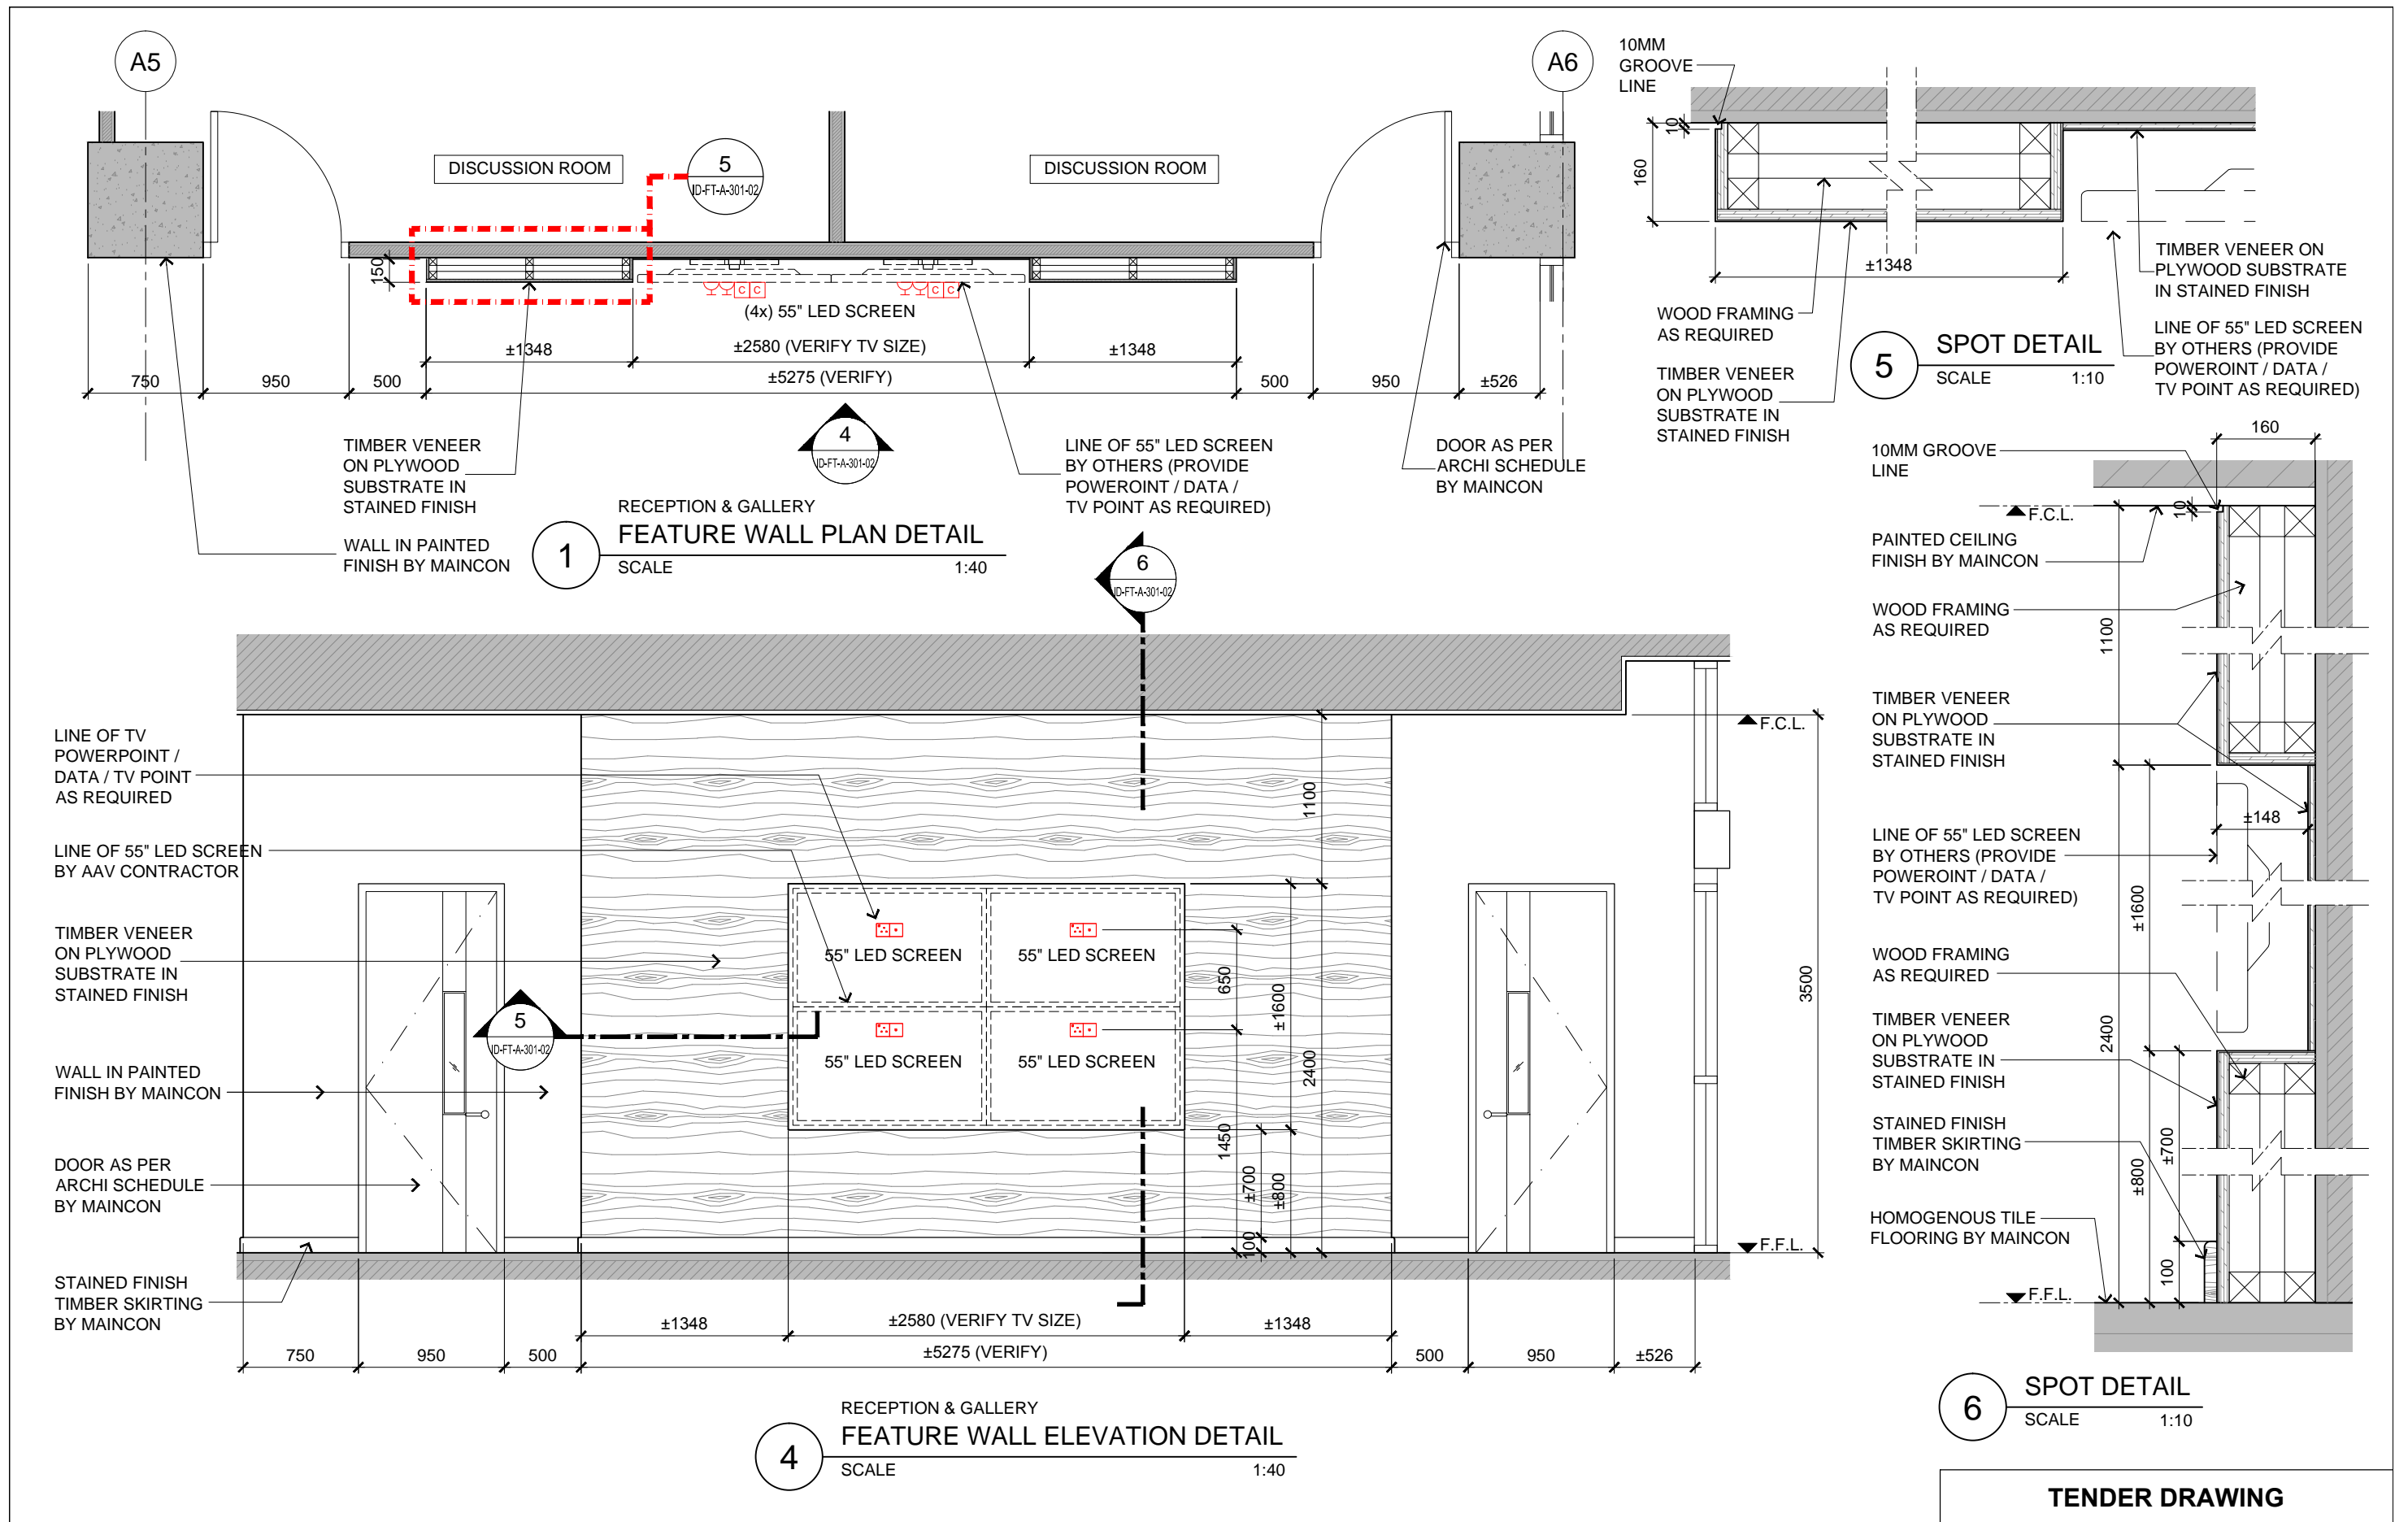 A5
DISCUSSION ROOM
5
ID-FT-A-301-02
DISCUSSION ROOM
A6
150
C C
C C
(4x) 55" LED SCREEN
±1348
±2580 (VERIFY TV SIZE)
±1348
750
950
500
±5275 (VERIFY)
500
950
±526
4
ID-FT-A-301-02
TIMBER VENEER
ON PLYWOOD
SUBSTRATE IN
STAINED FINISH
WALL IN PAINTED
FINISH BY MAINCON
LINE OF 55" LED SCREEN
BY OTHERS (PROVIDE
POWEROINT / DATA /
TV POINT AS REQUIRED)
DOOR AS PER
ARCHI SCHEDULE
BY MAINCON
1
RECEPTION & GALLERY
FEATURE WALL PLAN DETAIL
SCALE 1:40
10MM
GROOVE
LINE
10
160
±1348
WOOD FRAMING
AS REQUIRED
TIMBER VENEER
ON PLYWOOD
SUBSTRATE IN
STAINED FINISH
TIMBER VENEER ON
PLYWOOD SUBSTRATE
IN STAINED FINISH
LINE OF 55" LED SCREEN
BY OTHERS (PROVIDE
POWEROINT / DATA /
TV POINT AS REQUIRED)
5
SPOT DETAIL
SCALE 1:10
6
ID-FT-A-301-02
LINE OF TV
POWERPOINT /
DATA / TV POINT
AS REQUIRED
LINE OF 55" LED SCREEN
BY AAV CONTRACTOR
TIMBER VENEER
ON PLYWOOD
SUBSTRATE IN
STAINED FINISH
WALL IN PAINTED
FINISH BY MAINCON
DOOR AS PER
ARCHI SCHEDULE
BY MAINCON
STAINED FINISH
TIMBER SKIRTING
BY MAINCON
5
ID-FT-A-301-02
55" LED SCREEN
55" LED SCREEN
55" LED SCREEN
55" LED SCREEN
1100
650
±1600
2400
1450
±700
±800
100
F.C.L.
3500
F.F.L.
±1348
±2580 (VERIFY TV SIZE)
±1348
750
950
500
±5275 (VERIFY)
500
950
±526
4
RECEPTION & GALLERY
FEATURE WALL ELEVATION DETAIL
SCALE 1:40
160
10MM GROOVE
LINE
F.C.L.
10
PAINTED CEILING
FINISH BY MAINCON
WOOD FRAMING
AS REQUIRED
1100
TIMBER VENEER
ON PLYWOOD
SUBSTRATE IN
STAINED FINISH
±148
LINE OF 55" LED SCREEN
BY OTHERS (PROVIDE
POWEROINT / DATA /
TV POINT AS REQUIRED)
±1600
WOOD FRAMING
AS REQUIRED
2400
TIMBER VENEER
ON PLYWOOD
SUBSTRATE IN
STAINED FINISH
STAINED FINISH
TIMBER SKIRTING
BY MAINCON
±700
±800
HOMOGENOUS TILE
FLOORING BY MAINCON
100
F.F.L.
6
SPOT DETAIL
SCALE 1:10
TENDER DRAWING